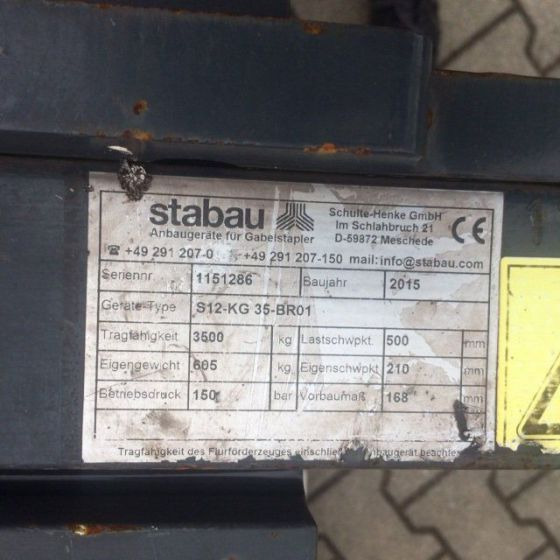 stabau
Anbaugeräte für Gabelstapler
Schulte-Henke GmbH
Im Schlahbruch 21
D-59872 Meschede
CE
☎ +49 291 207-0 +49 291 207-150 mail: info@stabau.com
Seriennr. 1151286 Baujahr 2015
Geräte-Type S12-KG 35-BR01
Tragfähigkeit 3500 kg Lastschwpkt. 500 mm
Eigengewicht 605 kg Eigenschwpkt 210 mm
Betriebsdruck 150 bar Vorbaumaß 168 mm
Tragfähigkeit des Flurförderzeuges